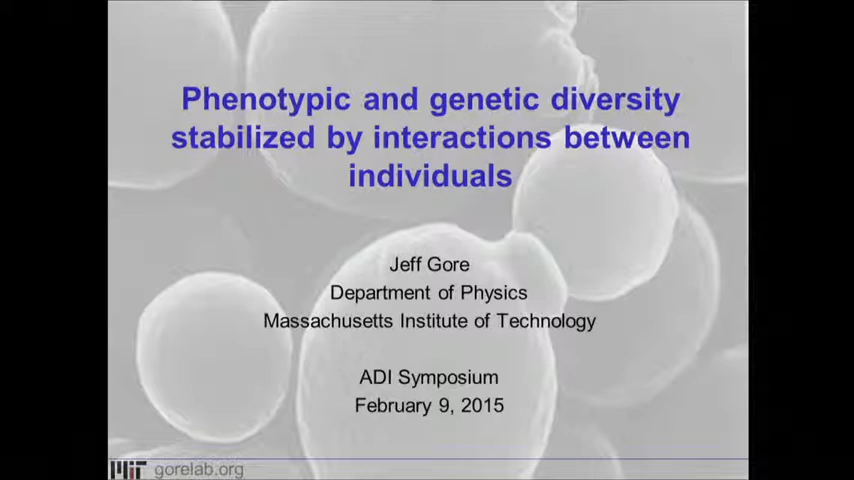 Phenotypic and genetic diversity
stabilized by interactions between
individuals
Jeff Gore
Department of Physics
Massachusetts Institute of Technology
ADI Symposium
February 9, 2015
MIT gorelab.org